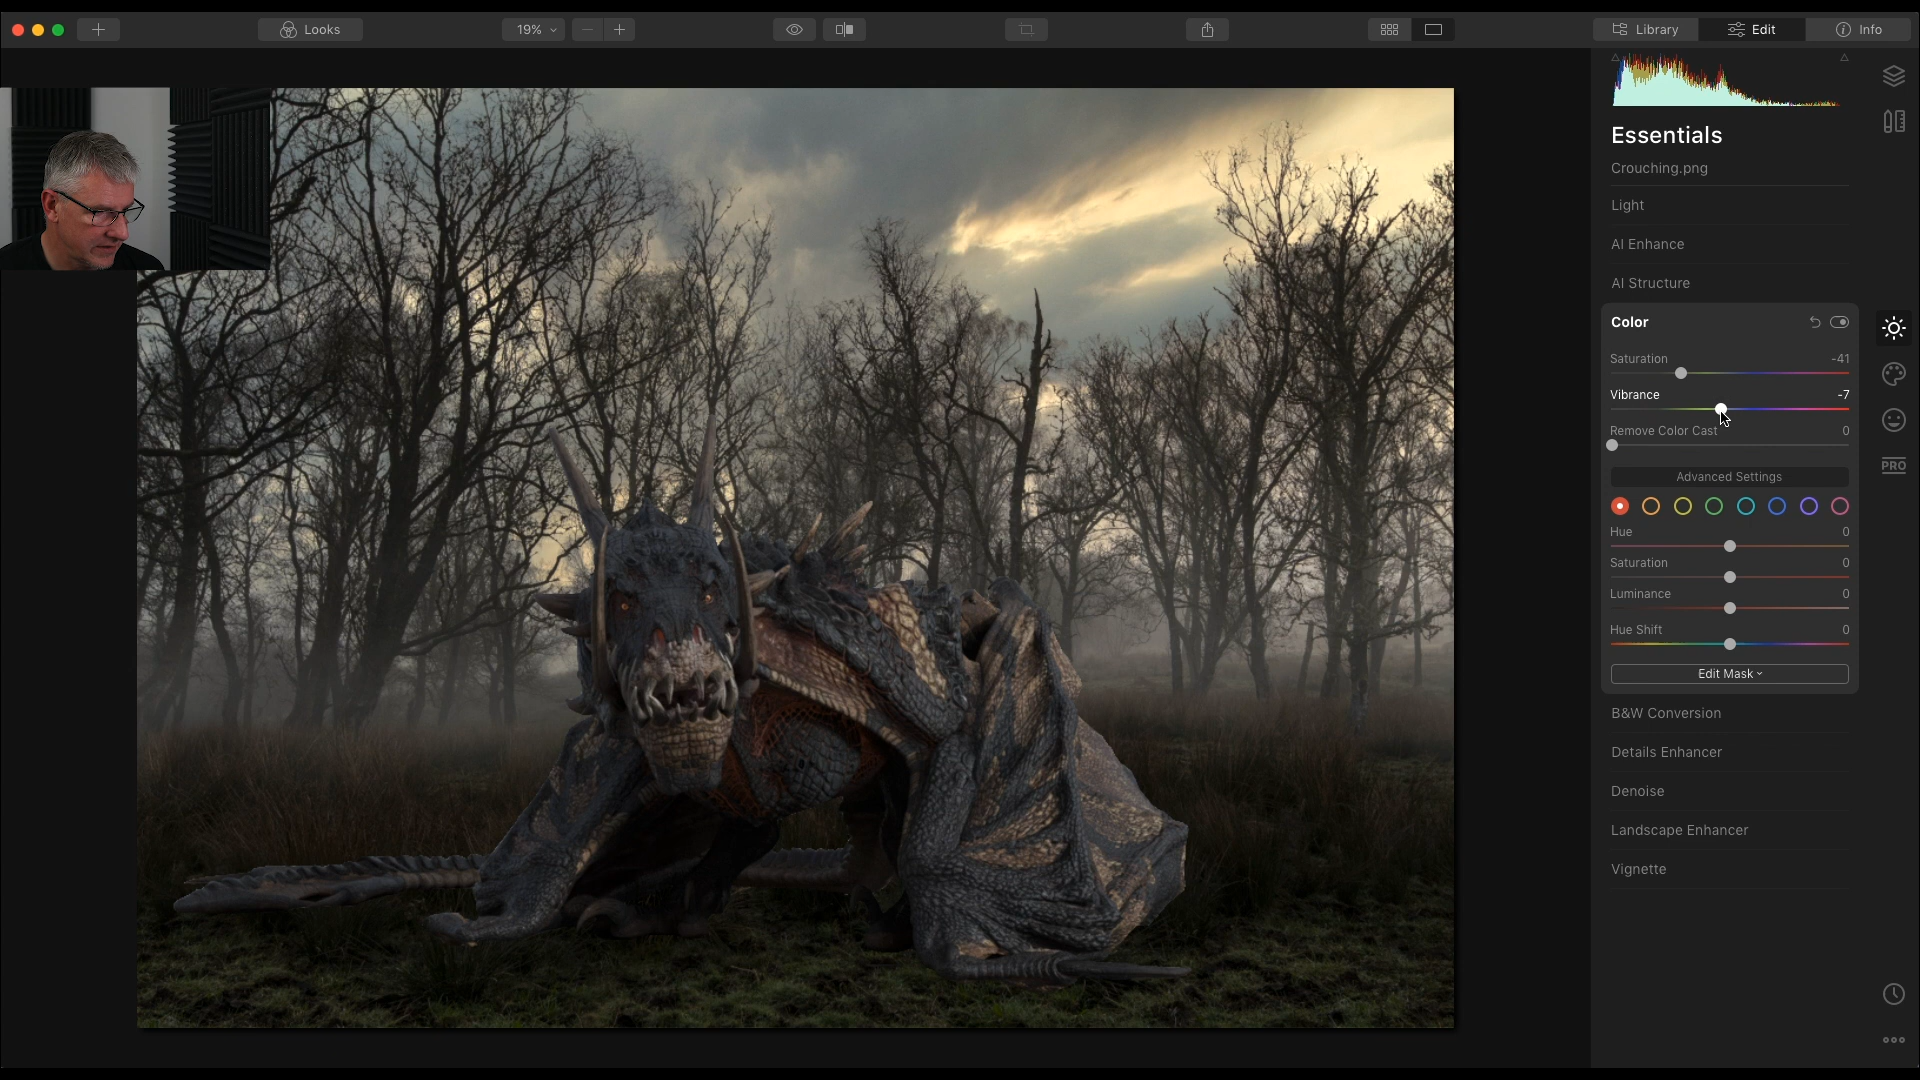 Looks
19%
Library
Edit
Info
Essentials
Crouching.png
Light
AI Enhance
AI Structure
Color
Saturation -41
Vibrance -7
Remove Color Cast 0
Advanced Settings
Hue 0
Saturation 0
Luminance 0
Hue Shift 0
Edit Mask
B&W Conversion
Details Enhancer
Denoise
Landscape Enhancer
Vignette
PRO